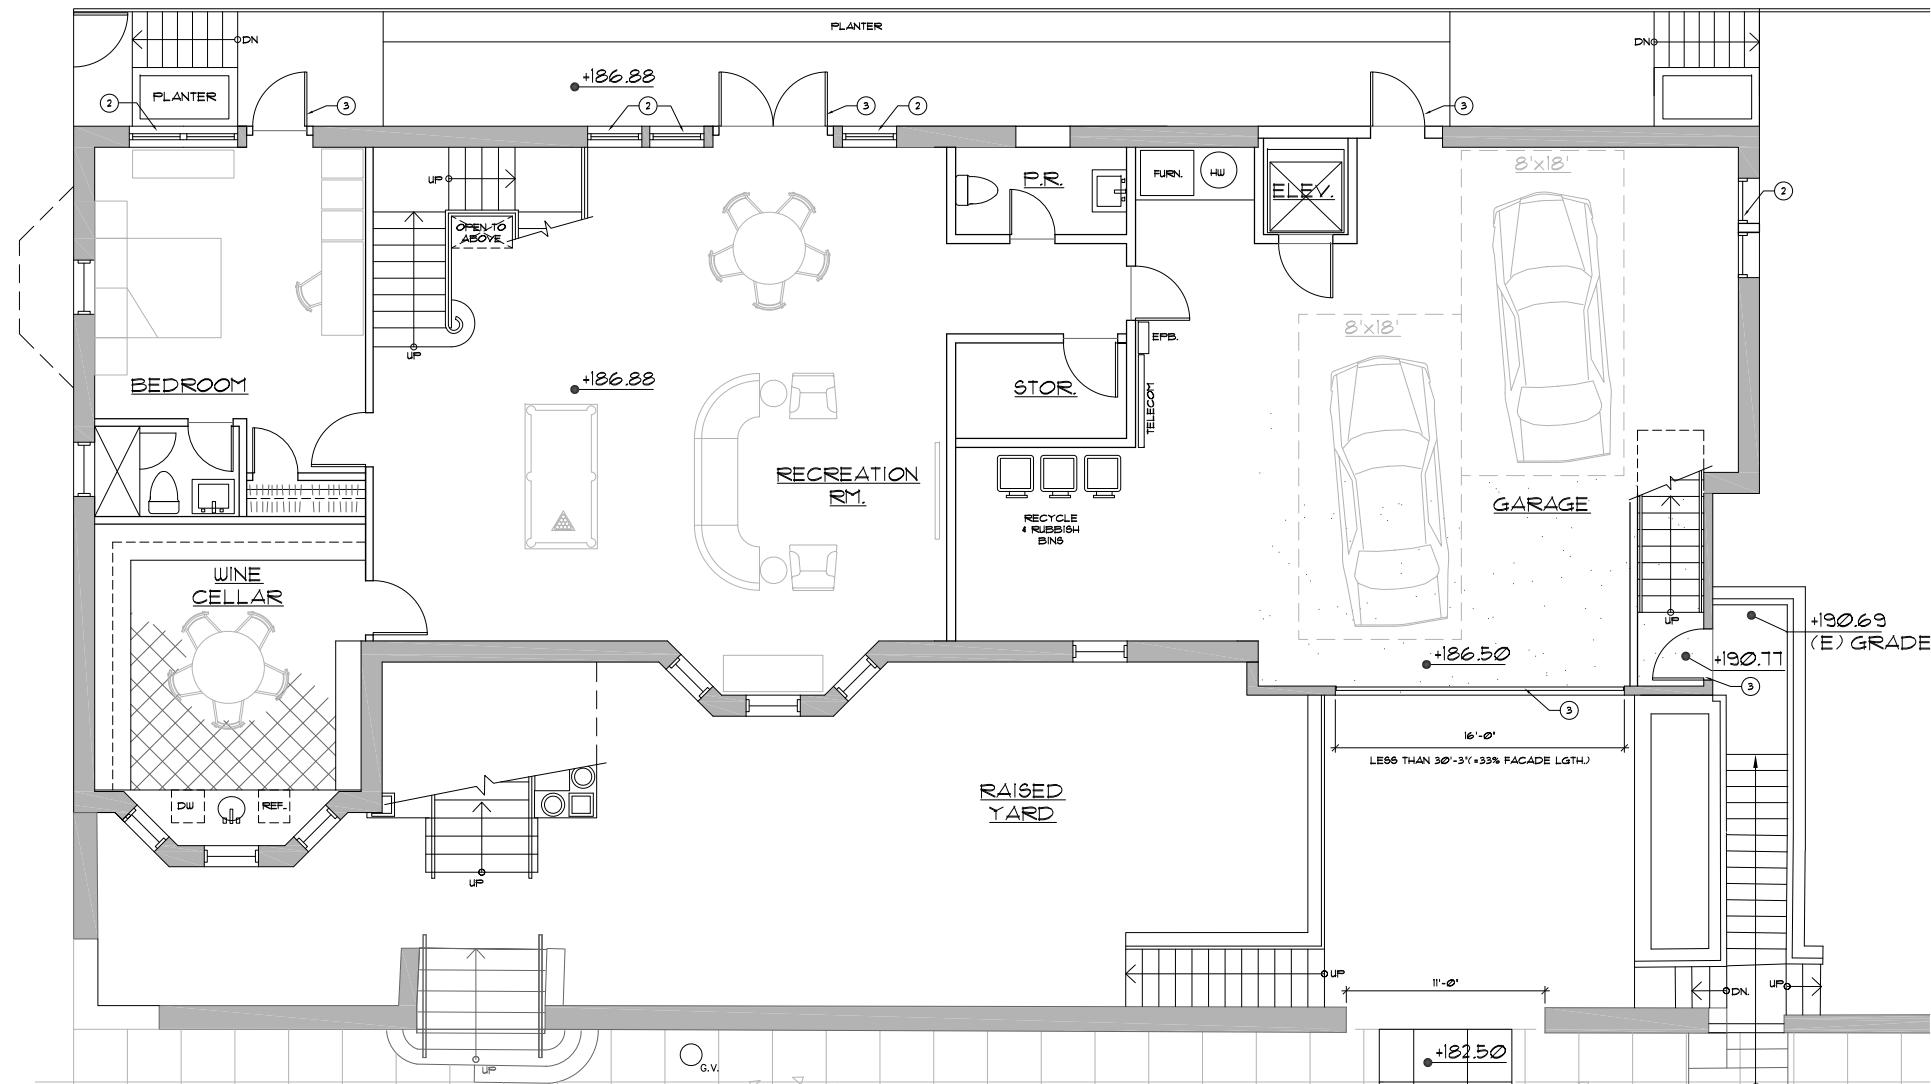 PLANTER
DN
DN
+186.88
8'x18'
PLANTER
2
3
2
3
2
3
UP
P.R.
FURN.
HW
ELEV.
2
OPEN TO
ABOVE
8'x18'
EPB.
UP
BEDROOM
+186.88
STOR.
TELECOM
RECREATION
RM.
GARAGE
RECYCLE
& RUBBISH
BINS
WINE
CELLAR
UP
+190.69
(E) GRADE
+186.50
+190.77
3
3
16'-0"
LESS THAN 30'-3"(=33% FACADE LGTH.)
RAISED
YARD
DW
REF.
UP
UP
11'-0"
DN.
UP
+182.50
G.V.
UP